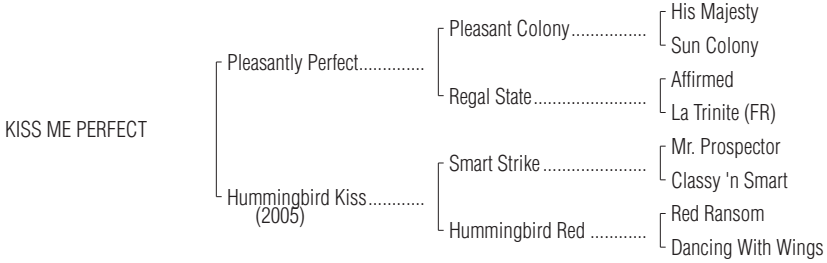 His Majesty
Pleasant Colony................
Sun Colony
Pleasantly Perfect..............
Affirmed
Regal State........................
La Trinite (FR)
KISS ME PERFECT
Mr. Prospector
Smart Strike ......................
Classy 'n Smart
Hummingbird Kiss............
(2005)
Red Ransom
Hummingbird Red ............
Dancing With Wings